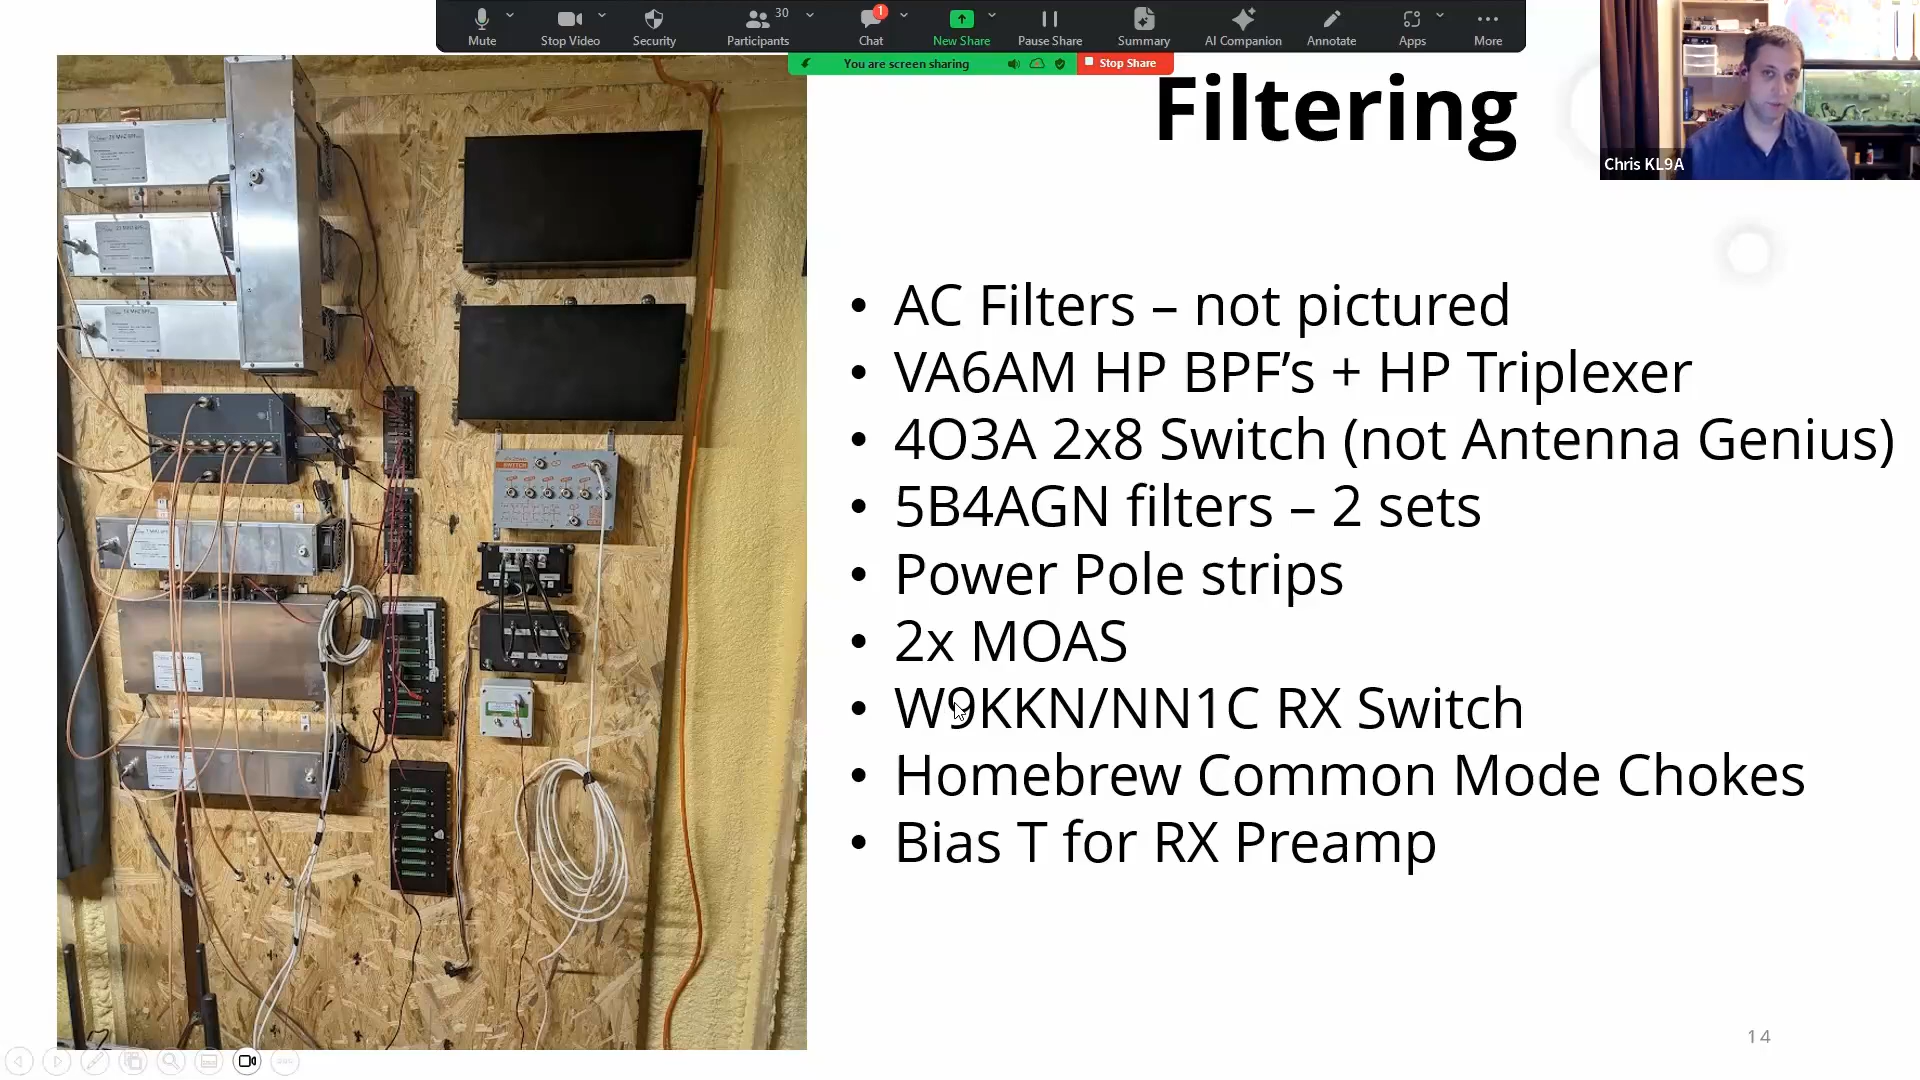 30
1
Mute
Stop Video
Security
Participants
Chat
New Share
Pause Share
Summary
AI Companion
Annotate
Apps
More
You are screen sharing
Stop Share
Filtering
Chris KL9A
• AC Filters – not pictured
• VA6AM HP BPF’s + HP Triplexer
• 4O3A 2x8 Switch (not Antenna Genius)
• 5B4AGN filters – 2 sets
• Power Pole strips
• 2x MOAS
• W9KKN/NN1C RX Switch
• Homebrew Common Mode Chokes
• Bias T for RX Preamp
SWITCH
14